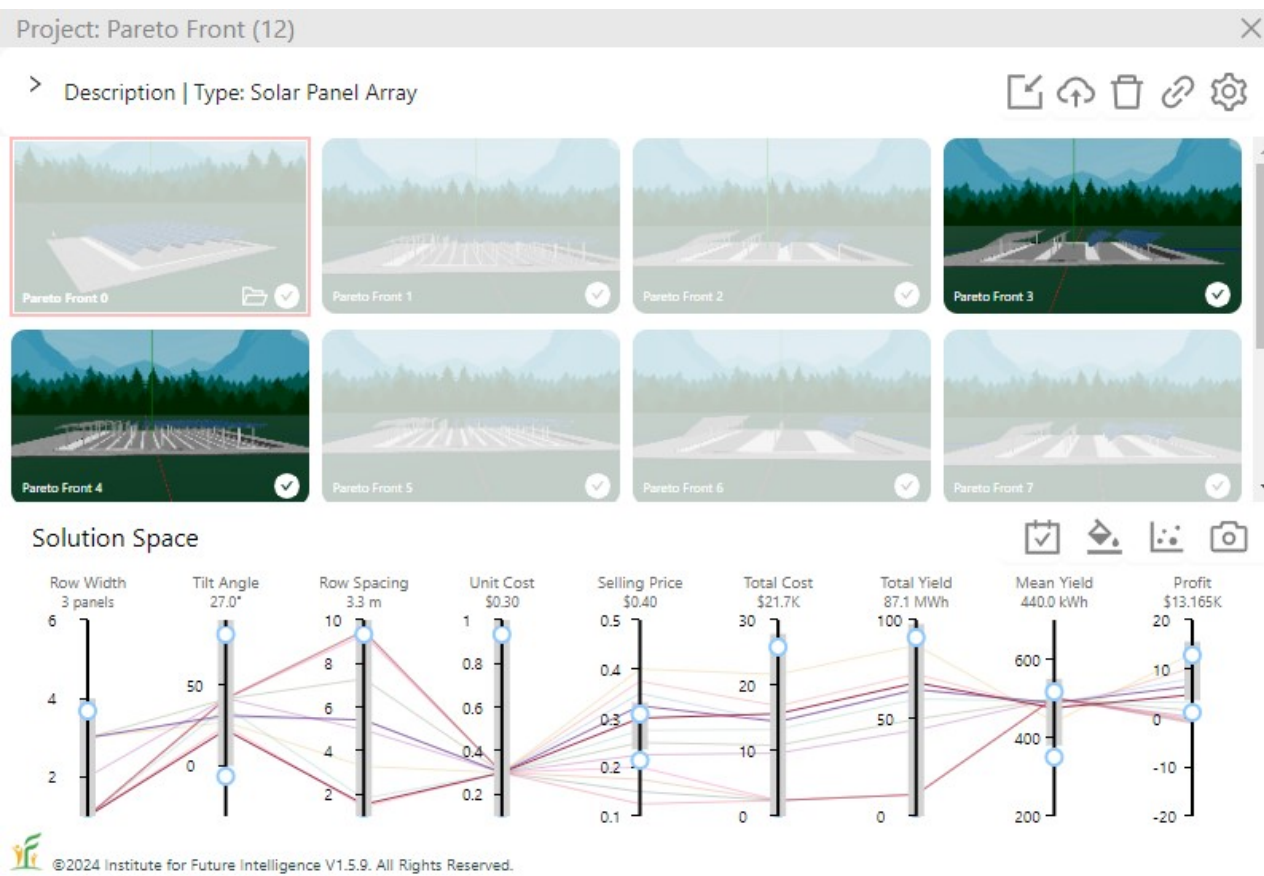 Project: Pareto Front (12)
Description | Type: Solar Panel Array
Pareto Front 0
Pareto Front 1
Pareto Front 2
Pareto Front 3
Pareto Front 4
Pareto Front 5
Pareto Front 6
Pareto Front 7
Solution Space
Row Width Tilt Angle Row Spacing Unit Cost Selling Price Total Cost Total Yield Mean Yield Profit
3 panels 27.0° 3.3 m $0.30 $0.40 $21.7K 87.1 MWh 440.0 kWh $13.165K
6 10 1 0.5 30 100 20
8 0.8 600 10
50 0.4 20
4 6 0.6 50
0.3 0
4 0.4 10 400
0 0.2 -10
2 2 0.2
0.1 0 0 200 -20
©2024 Institute for Future Intelligence V1.5.9. All Rights Reserved.